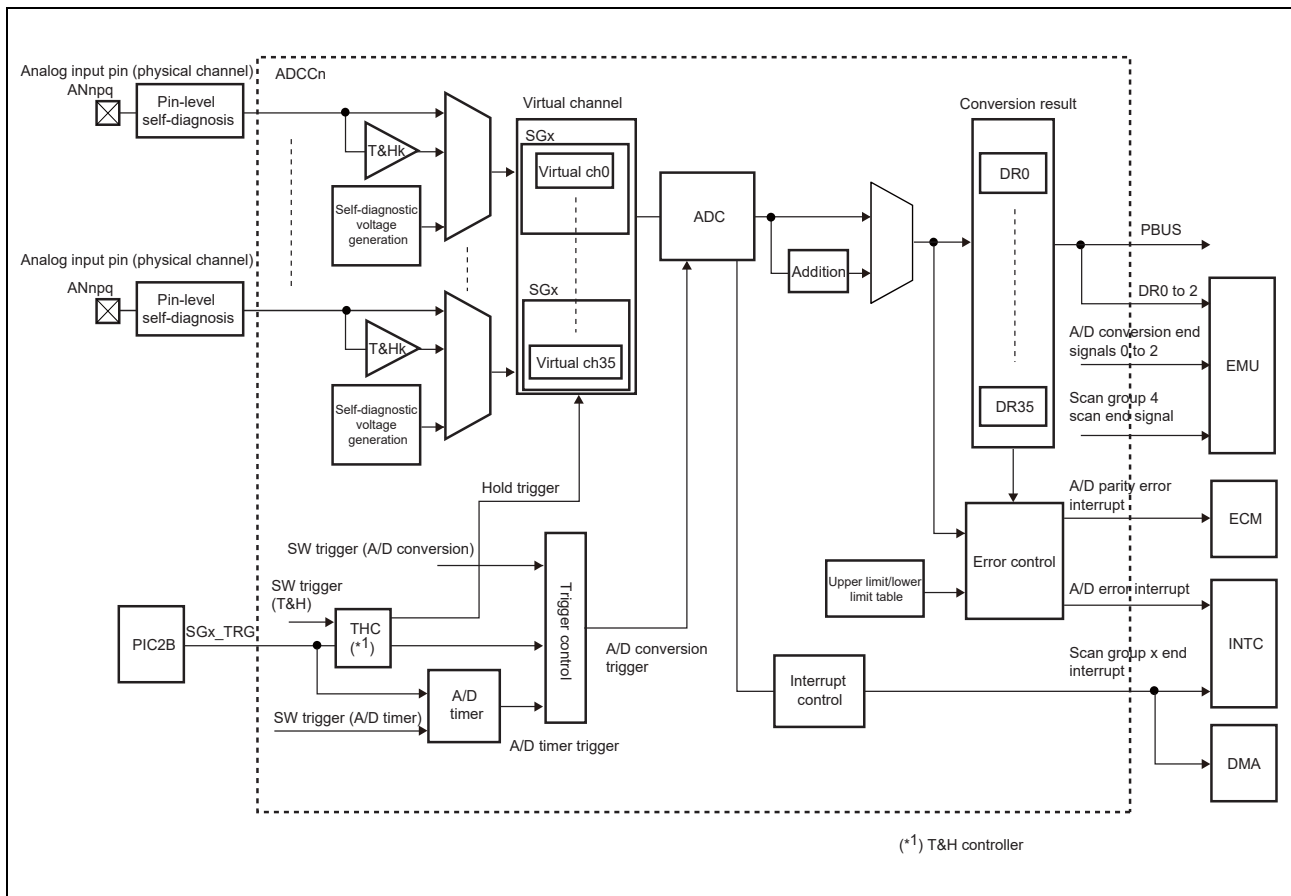 Analog input pin (physical channel)
ANnpq
Pin-level
self-diagnosis
ADCCn
T&Hk
Self-diagnostic
voltage
generation
Analog input pin (physical channel)
ANnpq
Pin-level
self-diagnosis
T&Hk
Self-diagnostic
voltage
generation
Virtual channel
SGx
Virtual ch0
SGx
Virtual ch35
ADC
Addition
Conversion result
DR0
DR35
PBUS
DR0 to 2
A/D conversion end
signals 0 to 2
Scan group 4
scan end signal
EMU
Hold trigger
SW trigger (A/D conversion)
SW trigger
(T&H)
PIC2B
SGx_TRG
THC
(*1)
SW trigger (A/D timer)
A/D
timer
A/D timer trigger
Trigger control
A/D conversion
trigger
Upper limit/lower
limit table
Error control
A/D parity error
interrupt
ECM
A/D error interrupt
INTC
Interrupt
control
Scan group x end
interrupt
DMA
(*1) T&H controller